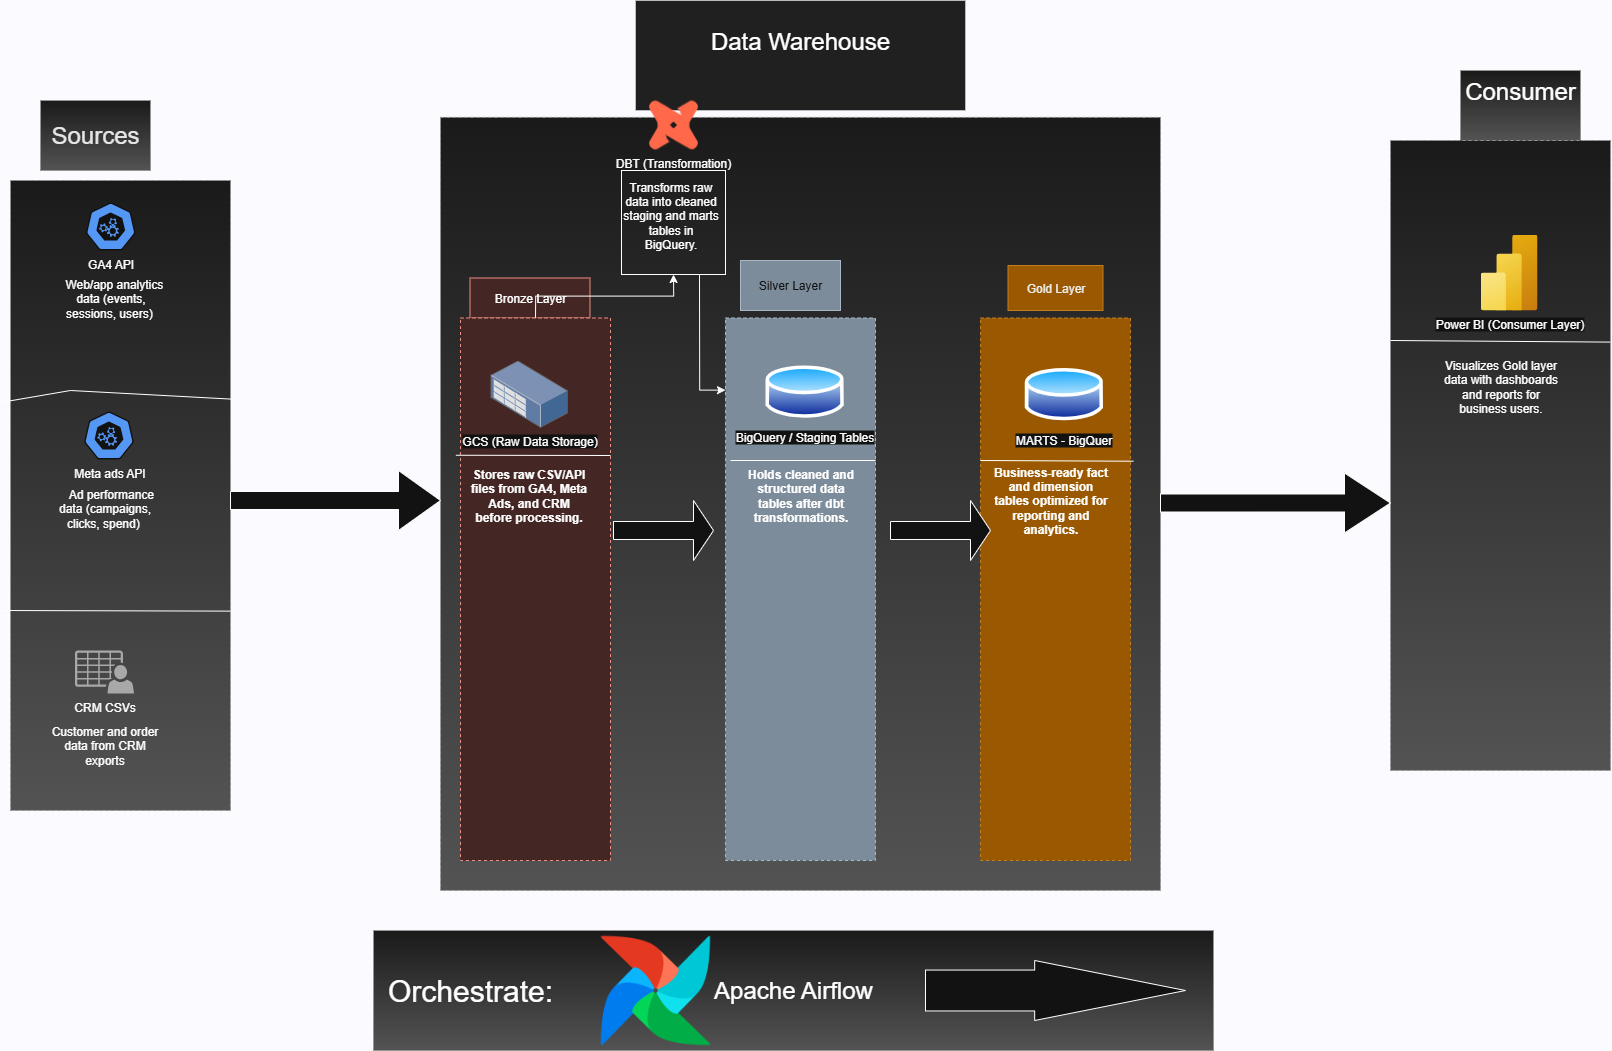 Data Warehouse
Sources
Consumer
GA4 API
Web/app analytics
data (events,
sessions, users)
Meta ads API
Ad performance
data (campaigns,
clicks, spend)
CRM CSVs
Customer and order
data from CRM
exports
DBT (Transformation)
Transforms raw
data into cleaned
staging and marts
tables in
BigQuery.
Bronze Layer
GCS (Raw Data Storage)
Stores raw CSV/API
files from GA4, Meta
Ads, and CRM
before processing.
Silver Layer
BigQuery / Staging Tables
Holds cleaned and
structured data
tables after dbt
transformations.
Gold Layer
MARTS - BigQuer
Business-ready fact
and dimension
tables optimized for
reporting and
analytics.
Power BI (Consumer Layer)
Visualizes Gold layer
data with dashboards
and reports for
business users.
Orchestrate:
Apache Airflow